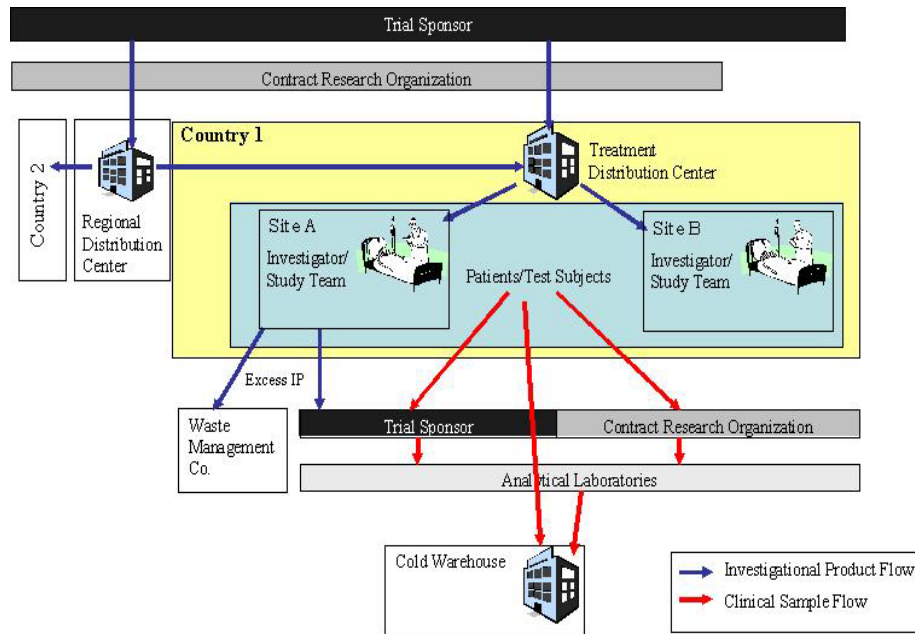 Trial Sponsor
Contract Research Organization
Country 1
Country 2
Treatment
Distribution Center
Regional
Distribution
Center
Site A
Investigator/
Study Team
Site B
Investigator/
Study Team
Patients/Test Subjects
Excess IP
Waste
Management
Co.
Trial Sponsor
Contract Research Organization
Analytical Laboratories
Cold Warehouse
Investigational Product Flow
Clinical Sample Flow